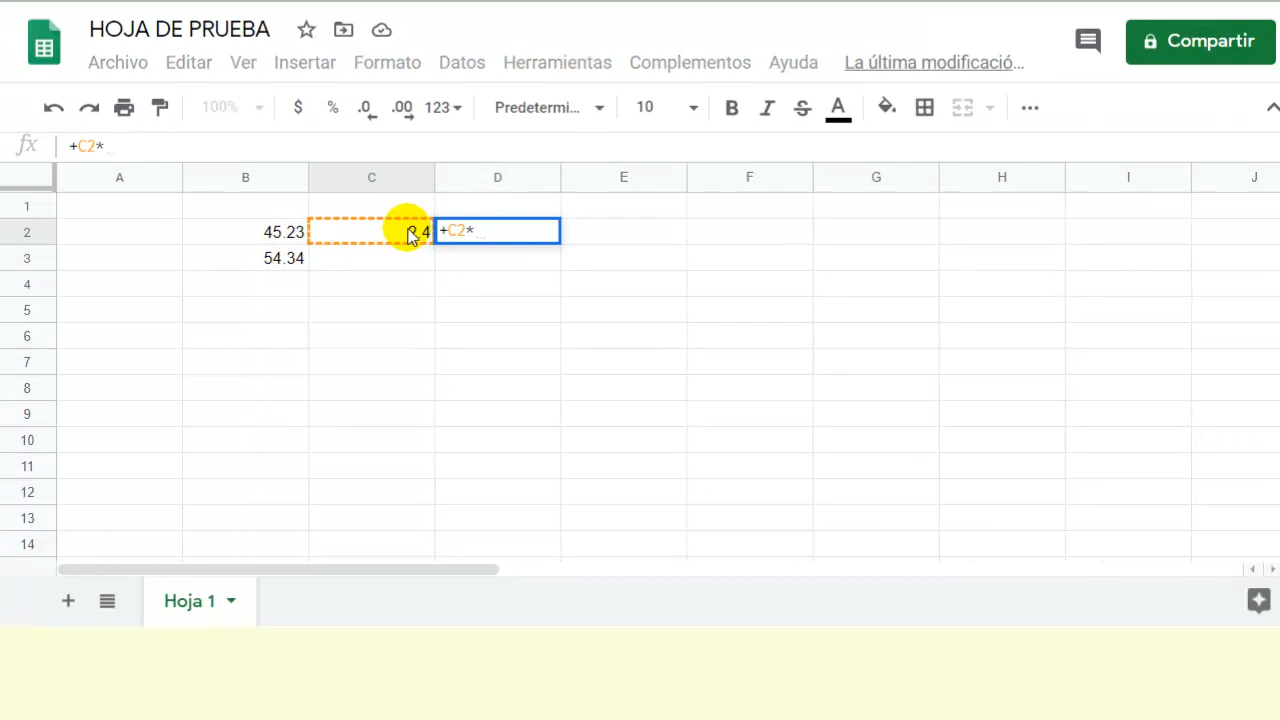 HOJA DE PRUEBA
Archivo Editar Ver Insertar Formato Datos Herramientas Complementos Ayuda La última modificació...
Compartir
100% $ % .0 .00 123 Predetermi... 10 B I S A
fx +C2*
A B C D E F G H I J
1
2 45.23 .4 +C2*
3 54.34
4
5
6
7
8
9
10
11
12
13
14
Hoja 1